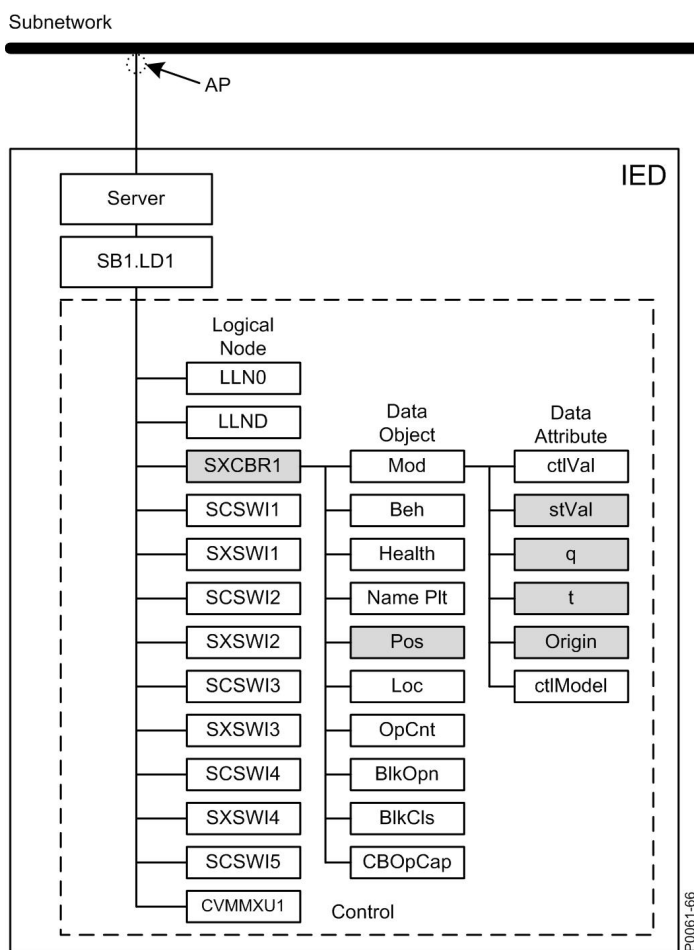 Subnetwork
AP
IED
Server
SB1.LD1
Logical
Node
LLN0
LLND
SXCBR1
SCSWI1
SXSWI1
SCSWI2
SXSWI2
SCSWI3
SXSWI3
SCSWI4
SXSWI4
SCSWI5
CVMMXU1
Data
Object
Mod
Beh
Health
Name Plt
Pos
Loc
OpCnt
BlkOpn
BlkCls
CBOpCap
Data
Attribute
ctlVal
stVal
q
t
Origin
ctlModel
Control
P0061-66